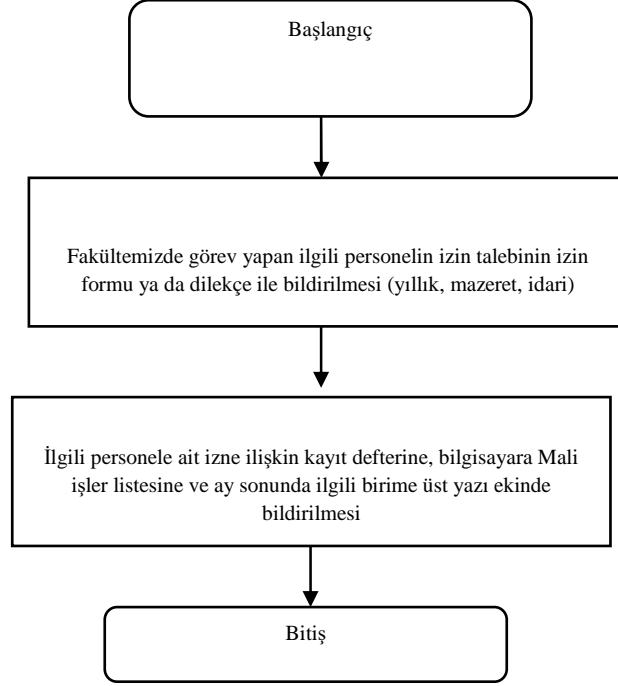 Başlangıç
Fakültemizde görev yapan ilgili personelin izin talebinin izin
formu ya da dilekçe ile bildirilmesi (yıllık, mazeret, idari)
İlgili personele ait izne ilişkin kayıt defterine, bilgisayara Mali
işler listesine ve ay sonunda ilgili birime üst yazı ekinde
bildirilmesi
Bitiş